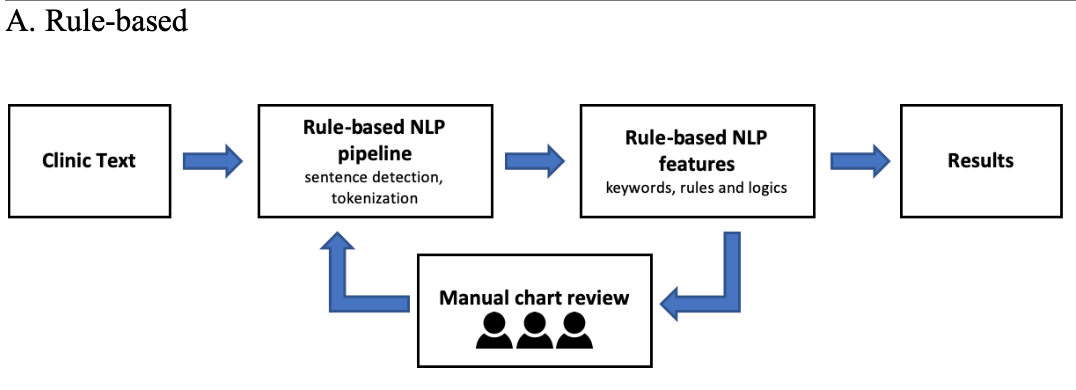 A. Rule-based
Clinic Text
Rule-based NLP
pipeline
sentence detection,
tokenization
Rule-based NLP
features
keywords, rules and logics
Results
Manual chart review